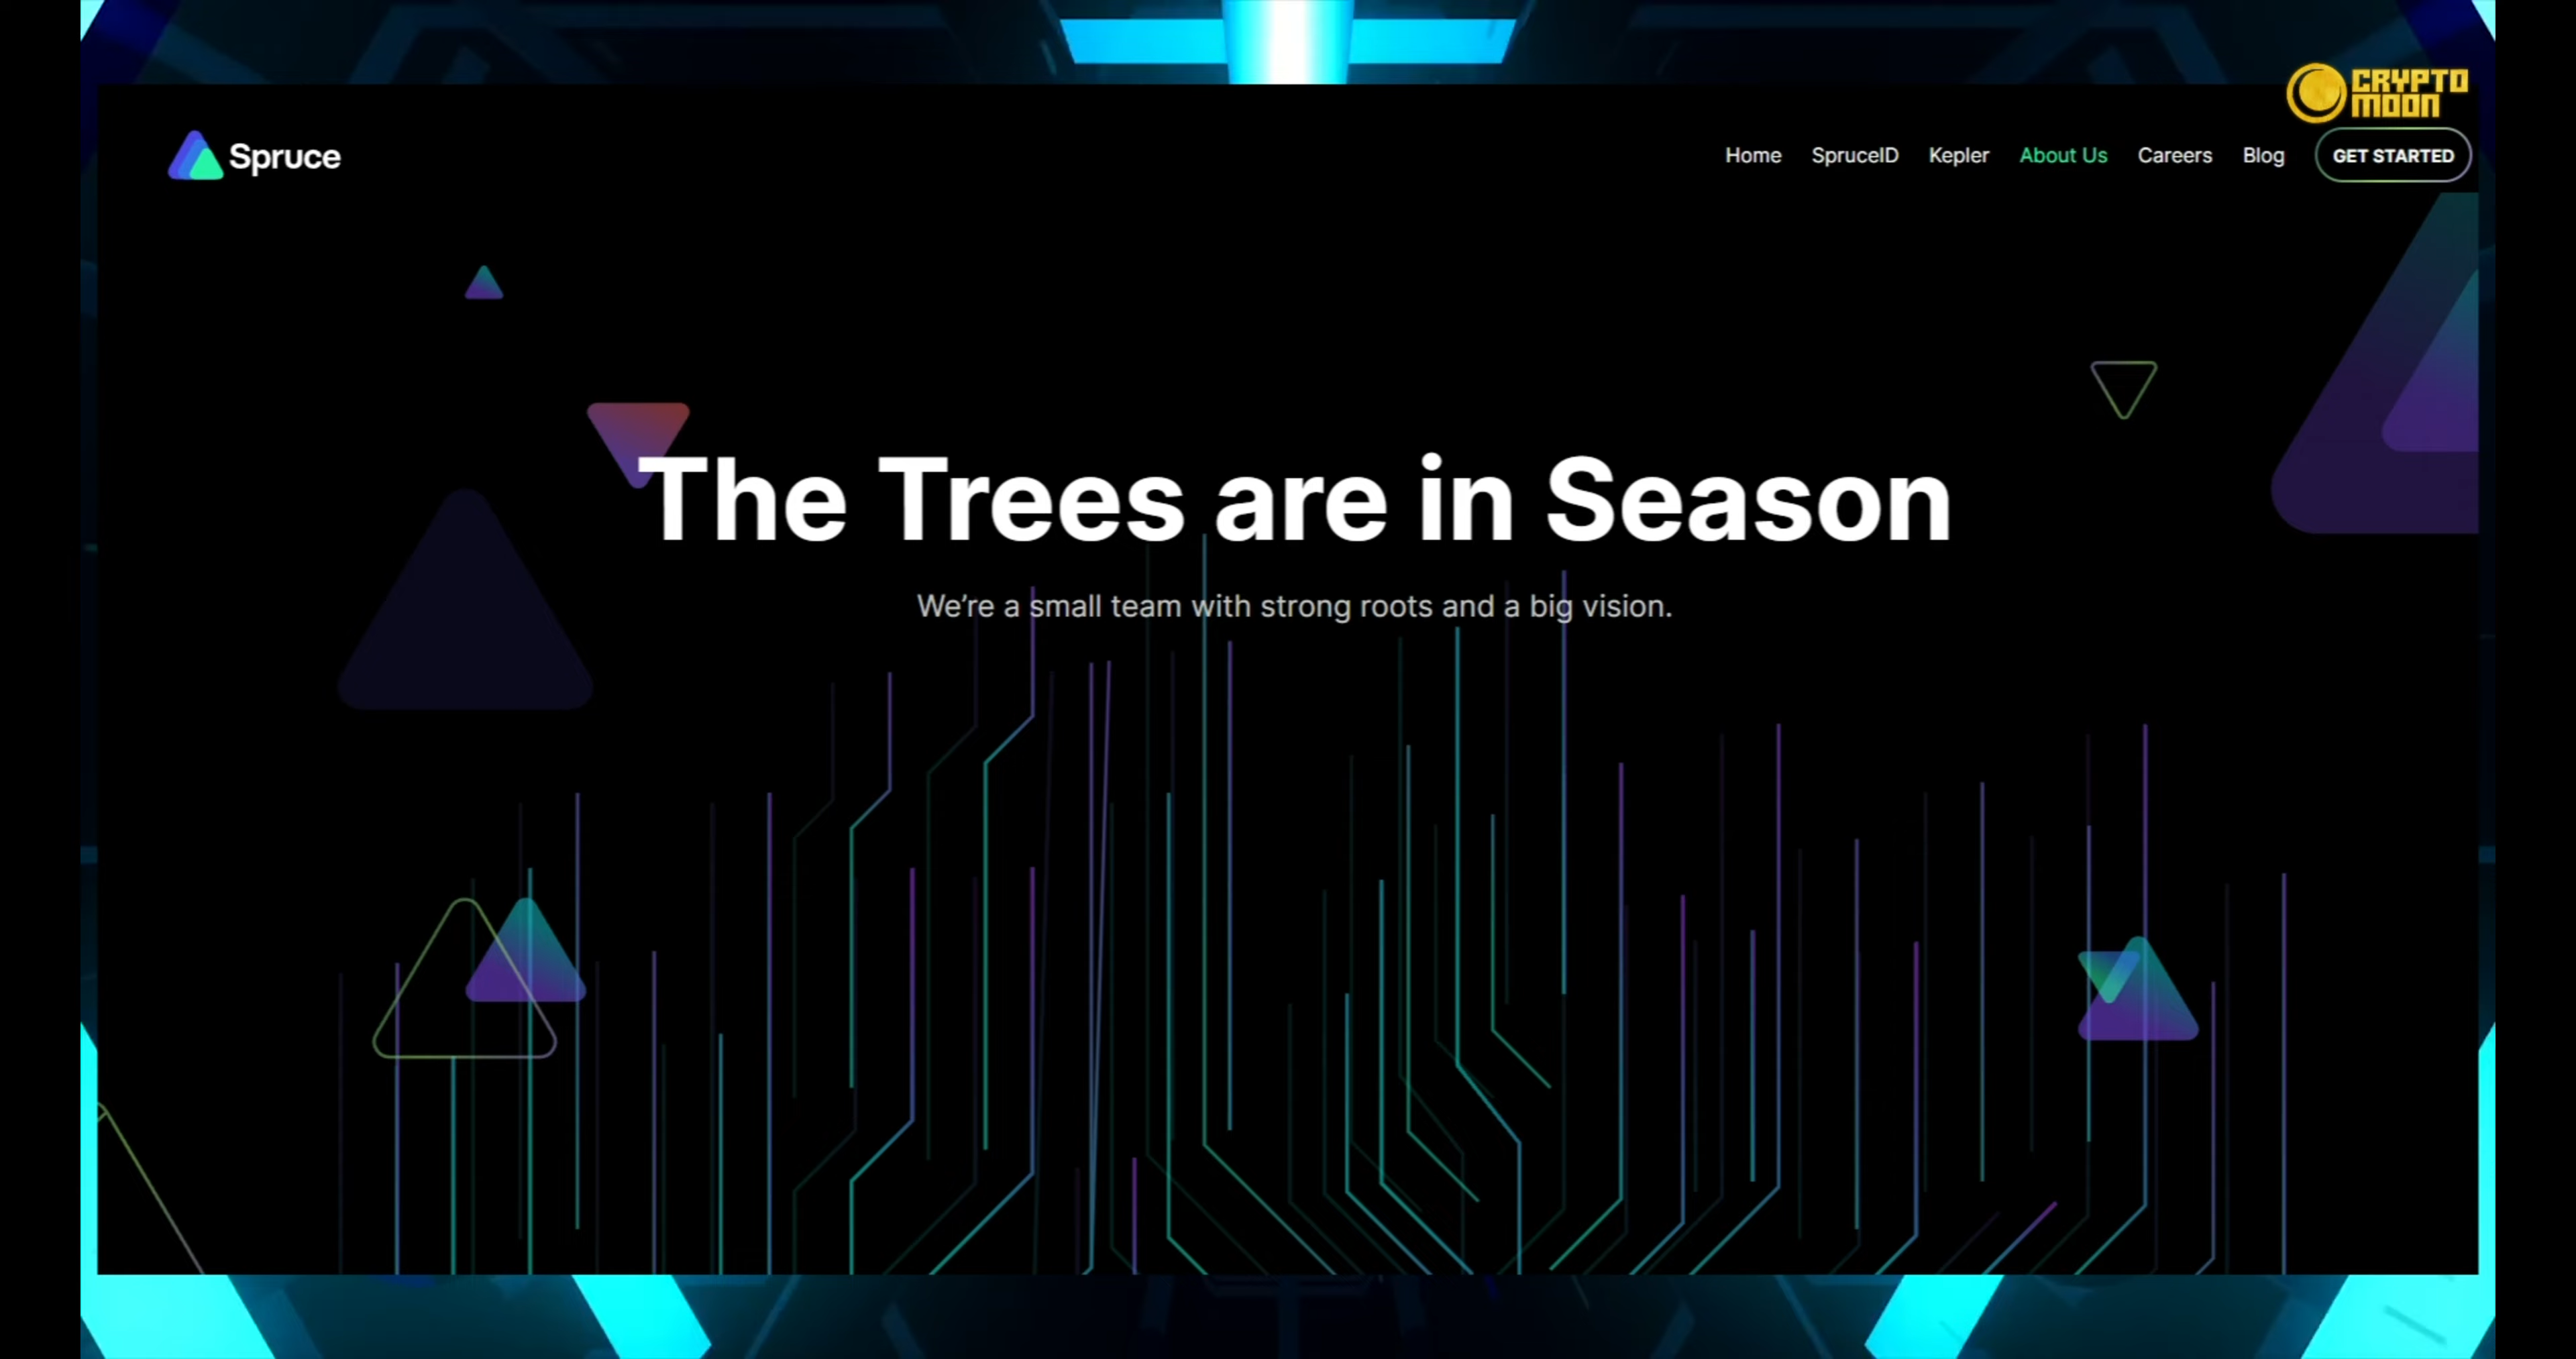 CRYPTO
MOON
Spruce
Home SpruceID Kepler About Us Careers Blog GET STARTED
The Trees are in Season
We’re a small team with strong roots and a big vision.